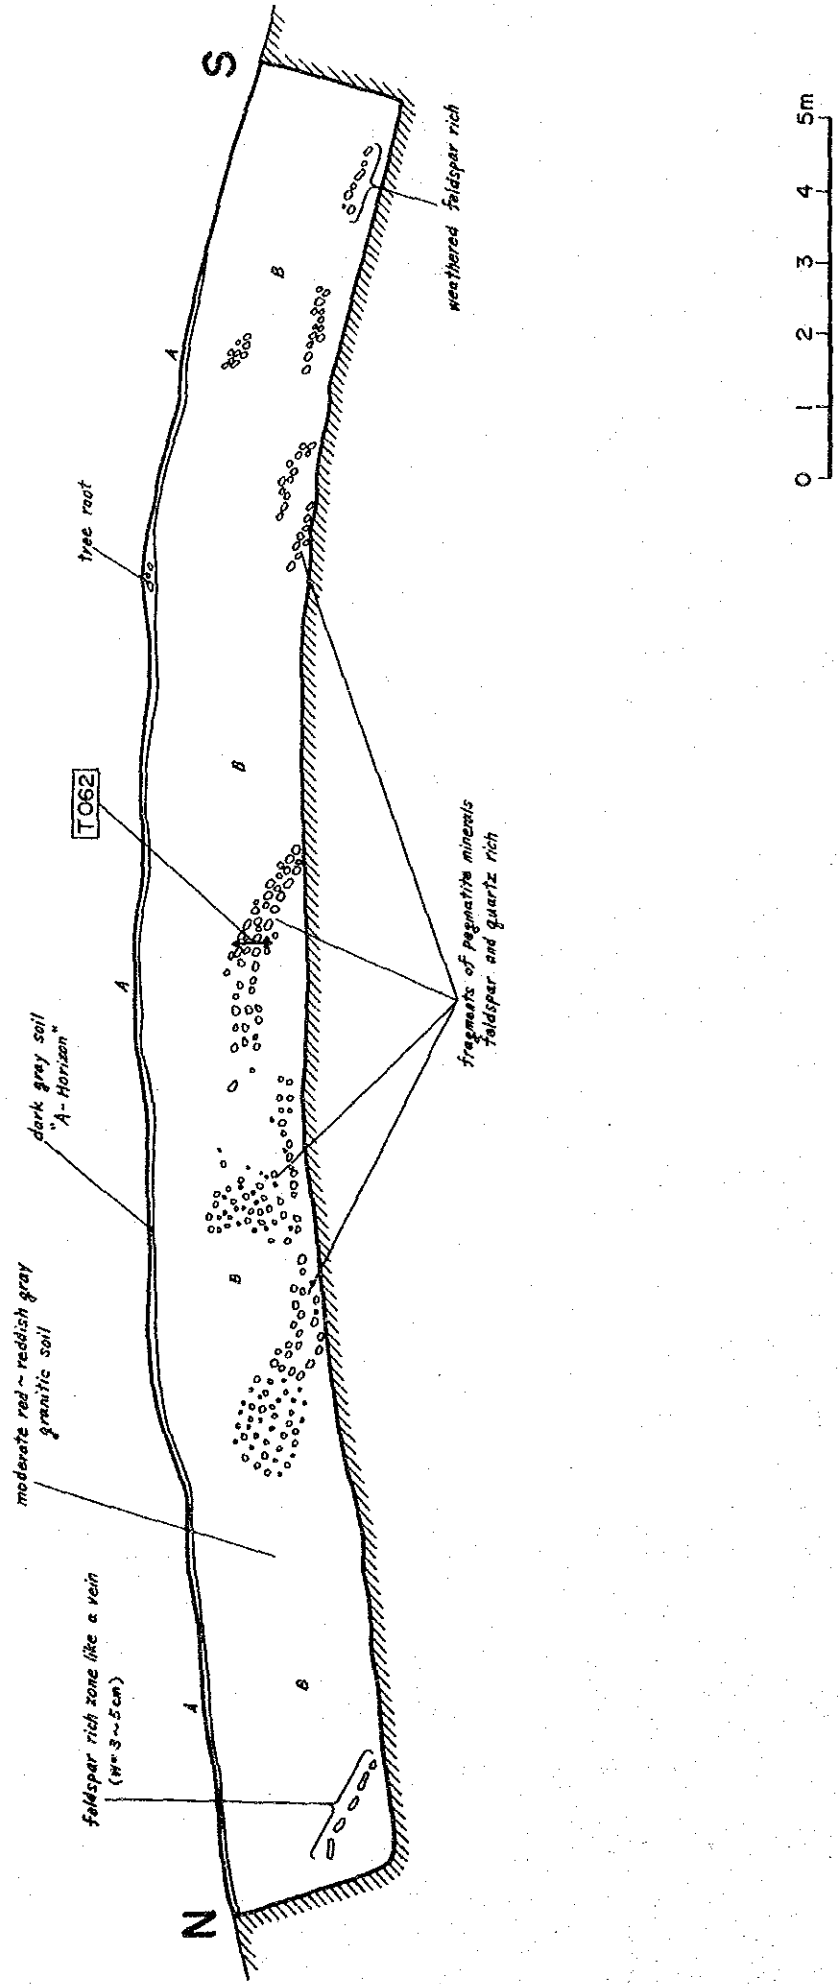 N
S
feldspar rich zone like a vein
(W=3~5cm)
moderate red ~ reddish gray
granitic soil
dark gray soil
"A-Horizon"
T062
tree root
A
A
A
B
B
B
B
fragments of pegmatite minerals
feldspar and quartz rich
weathered feldspar rich
0 1 2 3 4 5m